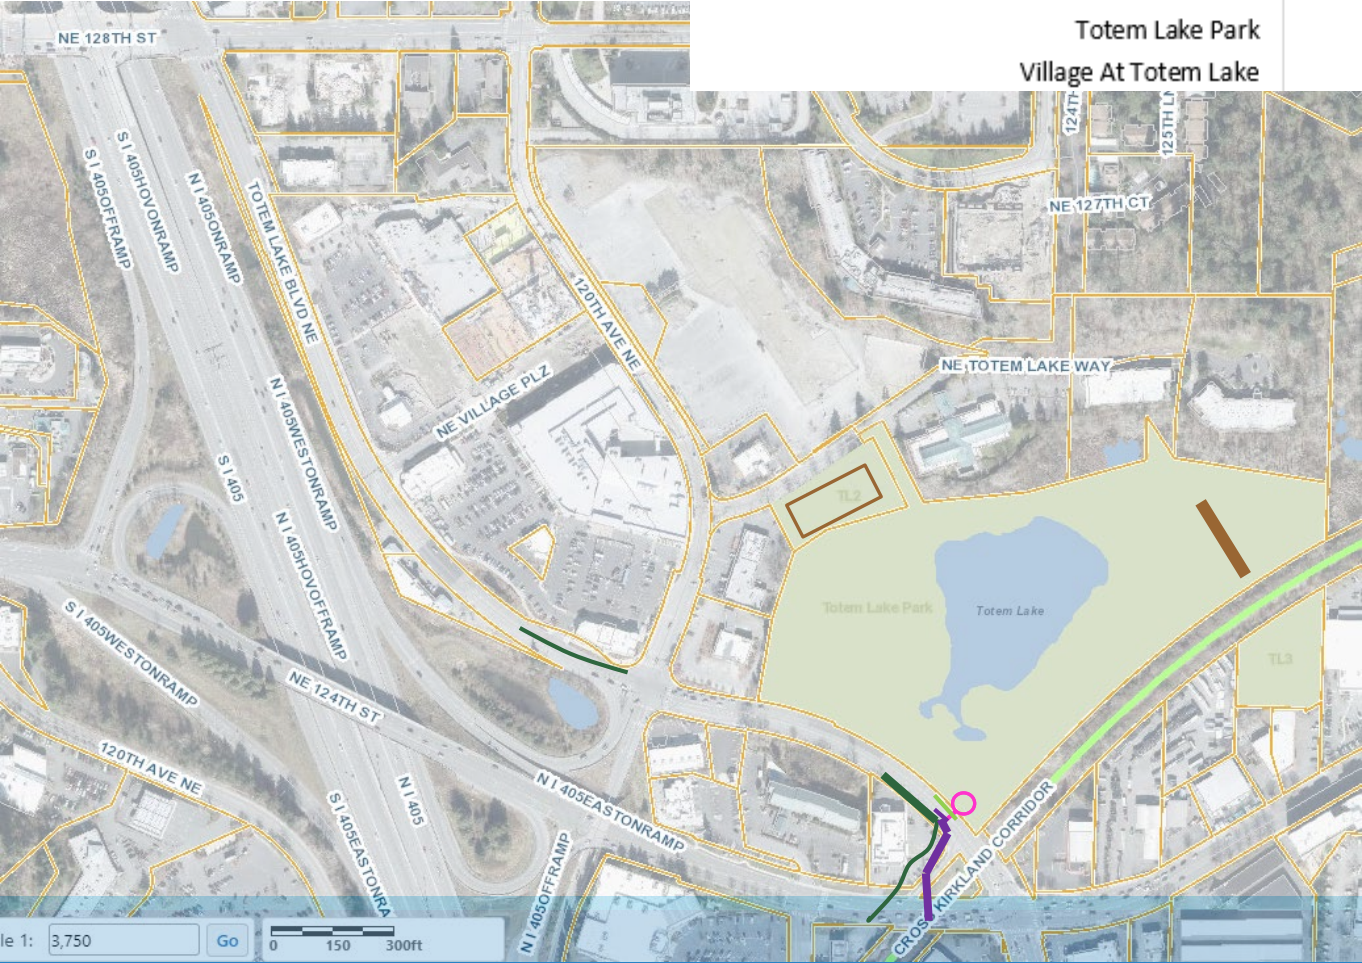 Totem Lake Park
Village At Totem Lake
NE 128TH ST
124TH
125TH LN
S I 405HOVONRAMP
S I 405OFFRAMP
N I 405ONRAMP
TOTEM LAKE BLVD NE
NE 127TH CT
120TH AVE NE
NE TOTEM LAKE WAY
NE VILLAGE PLZ
N I 405WESTONRAMP
S I 405
TL2
N I 405HOVOFFRAMP
Totem Lake Park
Totem Lake
S I 405WESTONRAMP
TL3
NE 124TH ST
120TH AVE NE
N I 405
N I 405EASTONRAMP
S I 405EASTONRA
N I 405OFFRAMP
CROSS KIRKLAND CORRIDOR
le 1:
3,750
Go
0 150 300ft